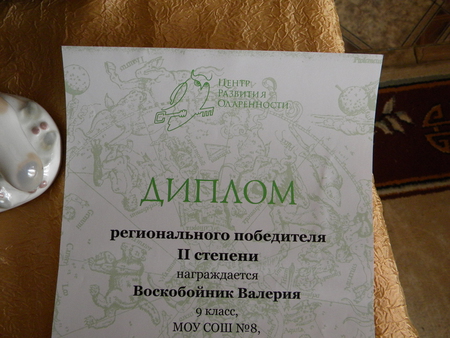 Центр
Развития
Одаренности
ДИПЛОМ
регионального победителя
II степени
награждается
Воскобойник Валерия
9 класс,
МОУ СОШ №8,